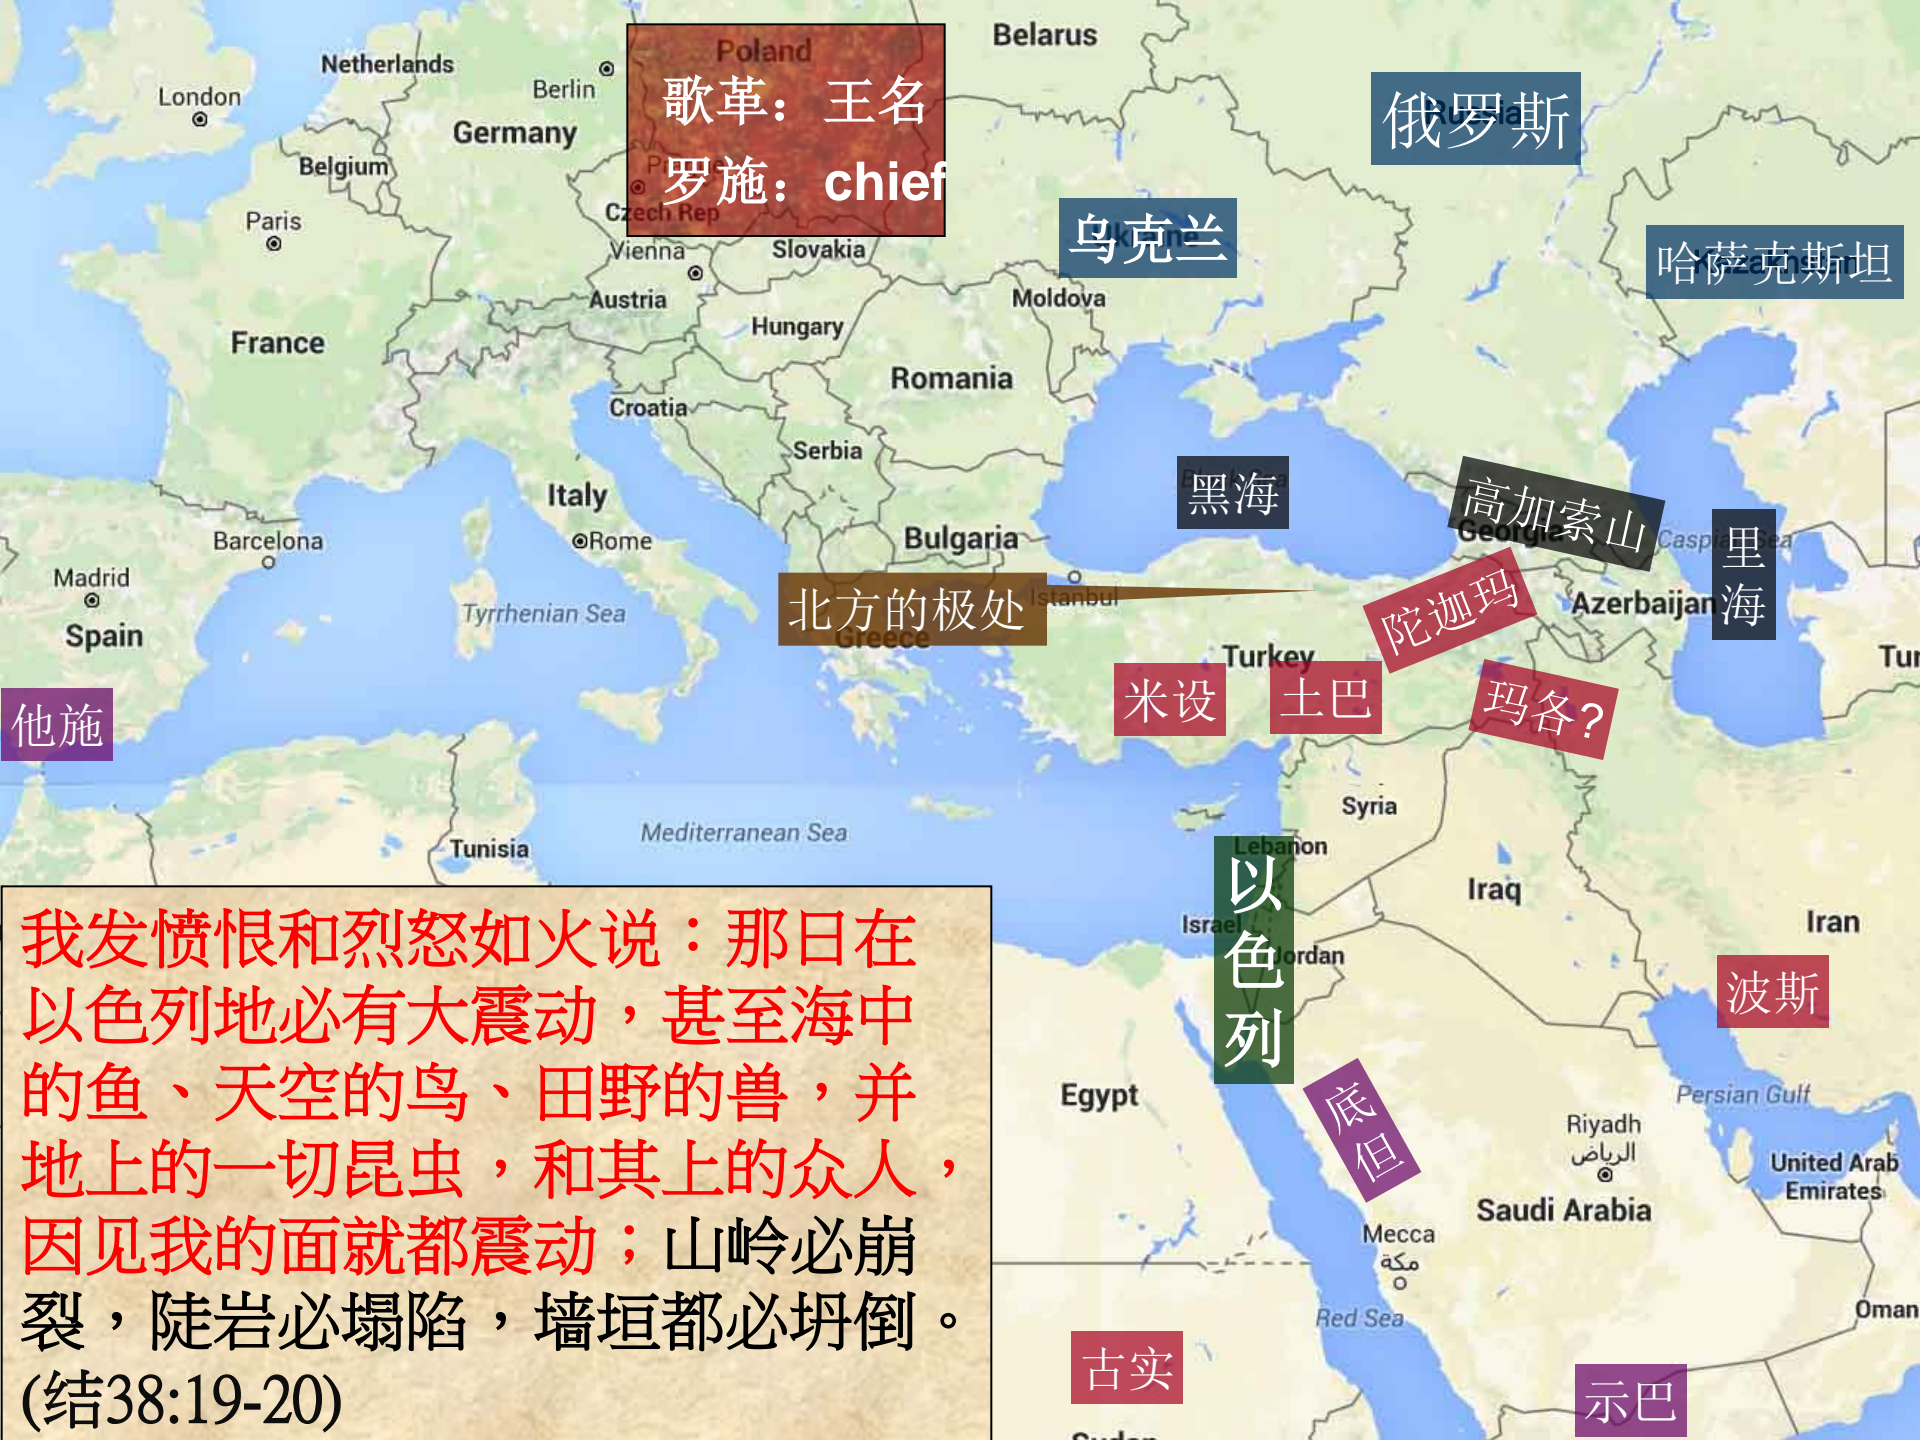 Belarus
Netherlands
Poland
Berlin
London
歌革：王名
俄罗斯
Russia
Germany
Belgium
罗施：chief
Czech Rep
Paris
乌克兰
Vienna
Slovakia
哈萨克斯坦
Austria
Moldova
Hungary
France
Romania
Croatia
Serbia
黑海
Italy
高加索山
Georgia
Barcelona
Rome
Bulgaria
Caspian Sea
里海
Madrid
Tyrrhenian Sea
北方的极处
Istanbul
陀迦玛
Azerbaijan
Spain
Greece
Turkey
他施
米设
土巴
玛各?
Syria
Mediterranean Sea
Tunisia
Lebanon
以色列
Iraq
Israel
Iran
Jordan
波斯
我发愤恨和烈怒如火说：那日在
以色列地必有大震动，甚至海中
的鱼、天空的鸟、田野的兽，并
地上的一切昆虫，和其上的众人，
因见我的面就都震动；山岭必崩
裂，陡岩必塌陷，墙垣都必坍倒。
(结38:19-20)
Egypt
底但
Persian Gulf
Riyadh
الرياض
United Arab
Emirates
Saudi Arabia
Mecca
مكة
Red Sea
Oman
古实
示巴
Sudan